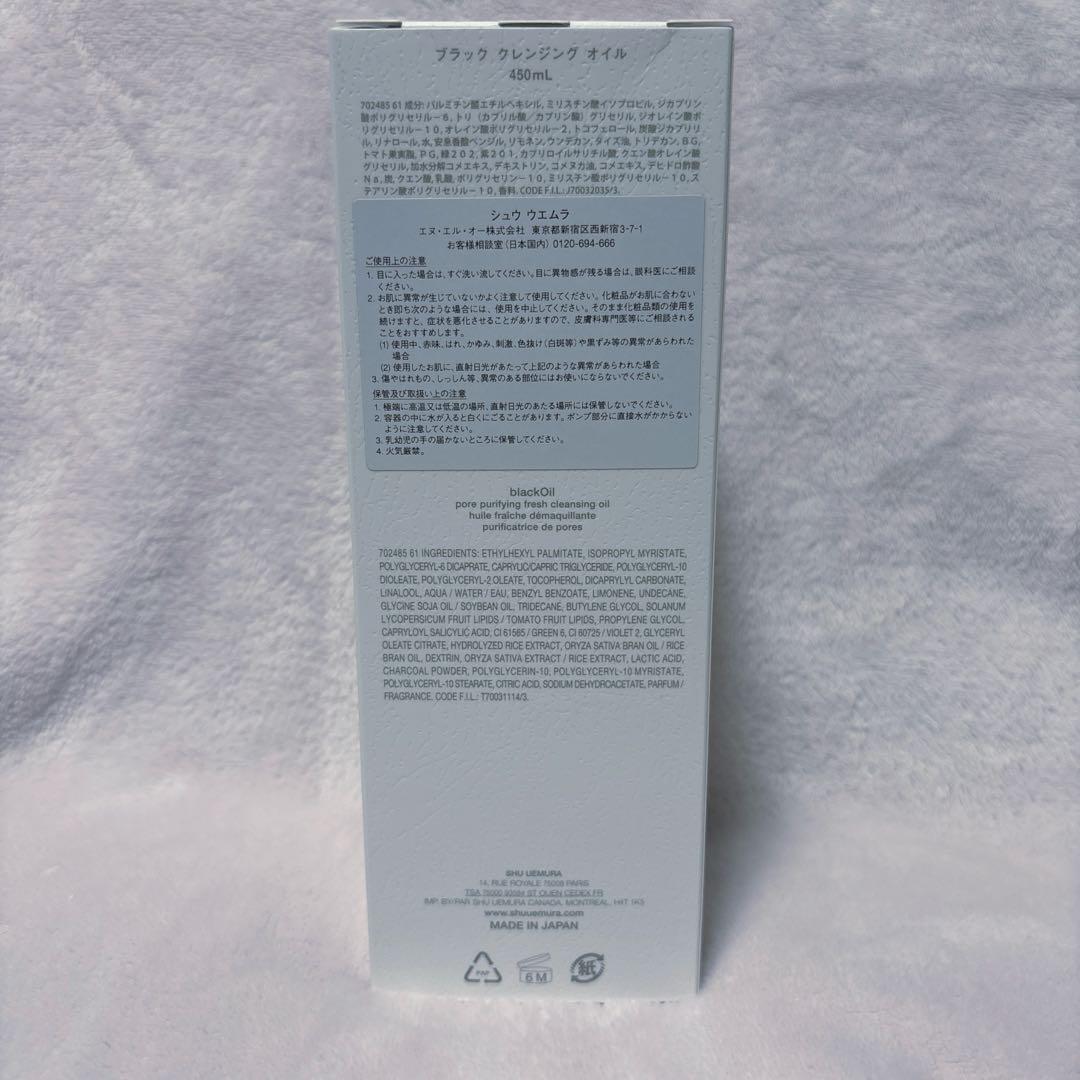 ブラック クレンジング オイル
450mL
702485 61 成分: パルミチン酸エチルヘキシル, ミリスチン酸イソプロピル, ジカプリン
酸ポリグリセリル−6, トリ（カプリル酸／カプリン酸）グリセリル, ジオレイン酸ポ
リグリセリル−10, オレイン酸ポリグリセリル−2, トコフェロール, 炭酸ジカプリリ
ル, リナロール, 水, 安息香酸ベンジル, リモネン, ウンデカン, ダイズ油, トリデカン, BG,
トマト果実脂, PG, 緑202, 紫201, カプリロイルサリチル酸, クエン酸オレイン酸
グリセリル, 加水分解コメエキス, デキストリン, コメヌカ油, コメエキス, デヒドロ酢酸
Na, 炭, クエン酸, 乳酸, ポリグリセリン−10, ミリスチン酸ポリグリセリル−10, ス
テアリン酸ポリグリセリル−10, 香料. CODE F.I.L.: J70032035/3.
シュウ ウエムラ
エヌ・エル・オー株式会社 東京都新宿区西新宿3-7-1
お客様相談室（日本国内）0120-694-666
ご使用上の注意
1. 目に入った場合は、すぐ洗い流してください。目に異物感が残る場合は、眼科医にご相談
ください。
2. お肌に異常が生じていないかよく注意して使用してください。化粧品がお肌に合わない
とき即ち次のような場合には、使用を中止してください。そのまま化粧品類の使用を
続けますと、症状を悪化させることがありますので、皮膚科専門医等にご相談される
ことをおすすめします。
(1) 使用中、赤味、はれ、かゆみ、刺激、色抜け（白斑等）や黒ずみ等の異常があらわれた
場合
(2) 使用したお肌に、直射日光があたって上記のような異常があらわれた場合
3. 傷やはれもの、しっしん等、異常のある部位にはお使いにならないでください。
保管及び取扱い上の注意
1. 極端に高温又は低温の場所、直射日光のあたる場所には保管しないでください。
2. 容器の中に水が入ると白くにごることがあります。ポンプ部分に直接水がかからない
ように注意してください。
3. 乳幼児の手の届かないところに保管してください。
4. 火気厳禁。
blackOil
pore purifying fresh cleansing oil
huile fraîche démaquillante
purificatrice de pores
702485 61 INGREDIENTS: ETHYLHEXYL PALMITATE, ISOPROPYL MYRISTATE,
POLYGLYCERYL-6 DICAPRATE, CAPRYLIC/CAPRIC TRIGLYCERIDE, POLYGLYCERYL-10
DIOLEATE, POLYGLYCERYL-2 OLEATE, TOCOPHEROL, DICAPRYLYL CARBONATE,
LINALOOL, AQUA / WATER / EAU, BENZYL BENZOATE, LIMONENE, UNDECANE,
GLYCINE SOJA OIL / SOYBEAN OIL, TRIDECANE, BUTYLENE GLYCOL, SOLANUM
LYCOPERSICUM FRUIT LIPIDS / TOMATO FRUIT LIPIDS, PROPYLENE GLYCOL,
CAPRYLOYL SALICYLIC ACID, CI 61565 / GREEN 6, CI 60725 / VIOLET 2, GLYCERYL
OLEATE CITRATE, HYDROLYZED RICE EXTRACT, ORYZA SATIVA BRAN OIL / RICE
BRAN OIL, DEXTRIN, ORYZA SATIVA EXTRACT / RICE EXTRACT, LACTIC ACID,
CHARCOAL POWDER, POLYGLYCERIN-10, POLYGLYCERYL-10 MYRISTATE,
POLYGLYCERYL-10 STEARATE, CITRIC ACID, SODIUM DEHYDROACETATE, PARFUM /
FRAGRANCE. CODE F.I.L.: T70031114/3.
SHU UEMURA
14, RUE ROYALE 75008 PARIS
TSA 75000 93584 ST OUEN CEDEX FR
IMP. BY/PAR SHU UEMURA CANADA, MONTREAL, H4T 1K5
www.shuuemura.com
MADE IN JAPAN
PAP
6 M
紙